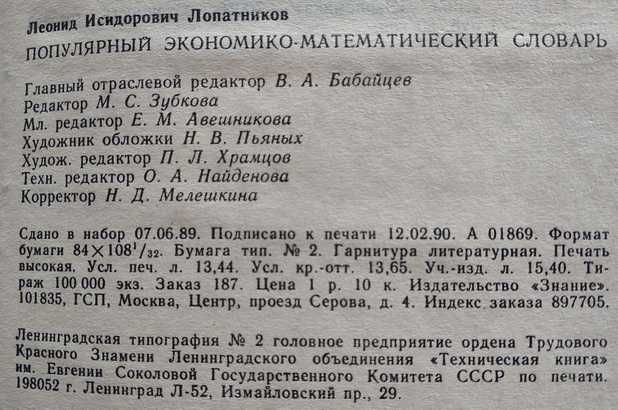 Леонид Исидорович Лопатников
ПОПУЛЯРНЫЙ ЭКОНОМИКО-МАТЕМАТИЧЕСКИЙ СЛОВАРЬ
Главный отраслевой редактор В. А. Бабайцев
Редактор М. С. Зубкова
Мл. редактор Е. М. Авешникова
Художник обложки Н. В. Пьяных
Худож. редактор П. Л. Храмцов
Техн. редактор О. А. Найденова
Корректор Н. Д. Мелешкина
Сдано в набор 07.06.89. Подписано к печати 12.02.90. А 01869. Формат
бумаги 84×108¹/₃₂. Бумага тип. № 2. Гарнитура литературная. Печать
высокая. Усл. печ. л. 13,44. Усл. кр.-отт. 13,65. Уч.-изд. л. 15,40. Ти-
раж 100 000 экз. Заказ 187. Цена 1 р. 10 к. Издательство «Знание».
101835, ГСП, Москва, Центр, проезд Серова, д. 4. Индекс заказа 897705.
Ленинградская типография № 2 головное предприятие ордена Трудового
Красного Знамени Ленинградского объединения «Техническая книга»
им. Евгении Соколовой Государственного Комитета СССР по печати.
198052 г. Ленинград Л-52, Измайловский пр., 29.